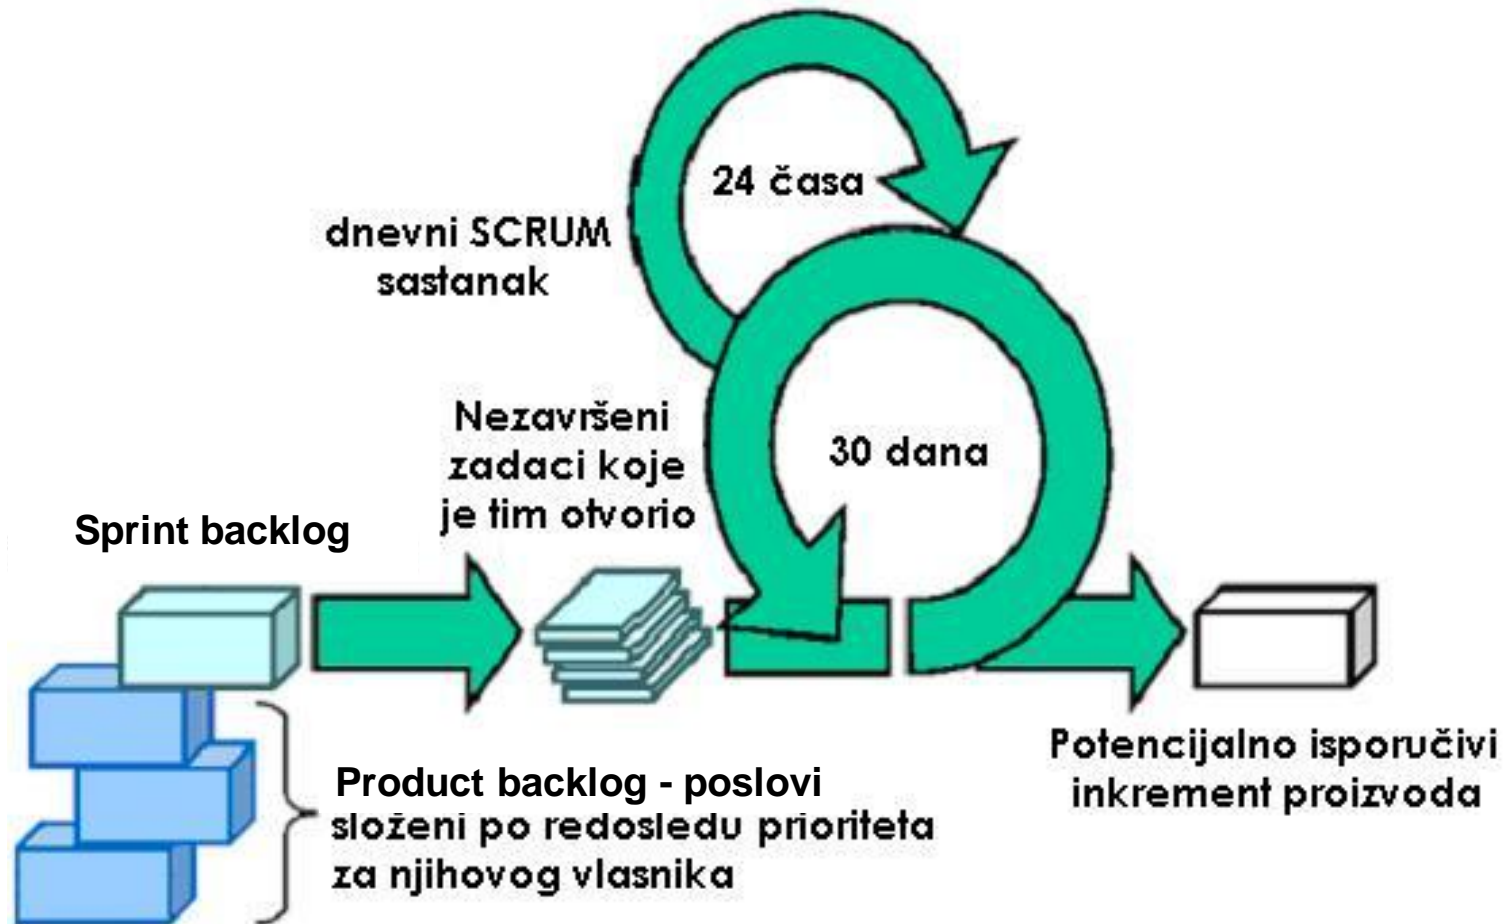 24 časa
dnevni SCRUM
sastanak
Nezavršeni
zadaci koje
je tim otvorio
30 dana
Sprint backlog
Potencijalno isporučivi
inkrement proizvoda
Product backlog - poslovi
složeni po redosledu prioriteta
za njihovog vlasnika